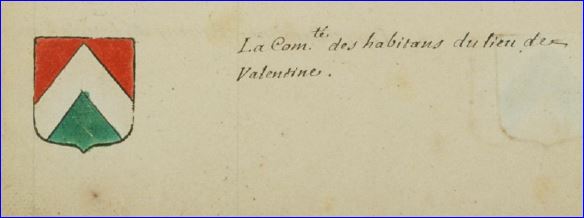 La Com.té des habitans du lieu de
Valentine.